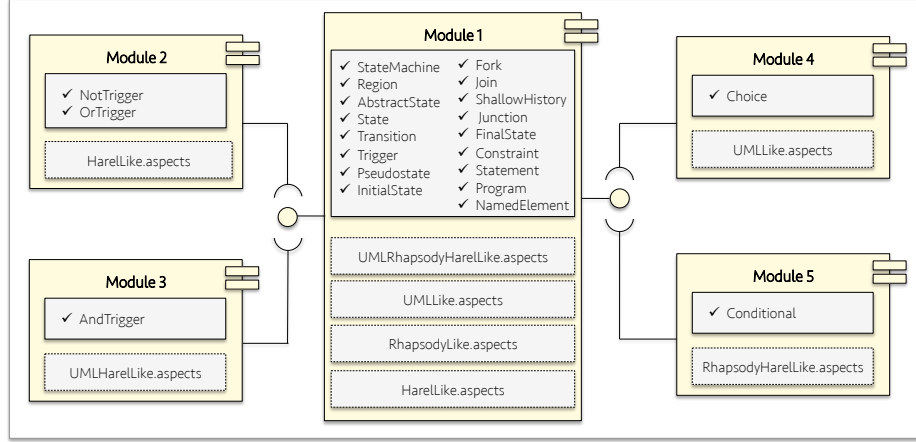 Module 2
✓ NotTrigger
✓ OrTrigger
HarelLike.aspects
Module 3
✓ AndTrigger
UMLHarelLike.aspects
Module 1
✓ StateMachine
✓ Region
✓ AbstractState
✓ State
✓ Transition
✓ Trigger
✓ Pseudostate
✓ InitialState
✓ Fork
✓ Join
✓ ShallowHistory
✓ Junction
✓ FinalState
✓ Constraint
✓ Statement
✓ Program
✓ NamedElement
UMLRhapsodyHarelLike.aspects
UMLLike.aspects
RhapsodyLike.aspects
HarelLike.aspects
Module 4
✓ Choice
UMLLike.aspects
Module 5
✓ Conditional
RhapsodyHarelLike.aspects